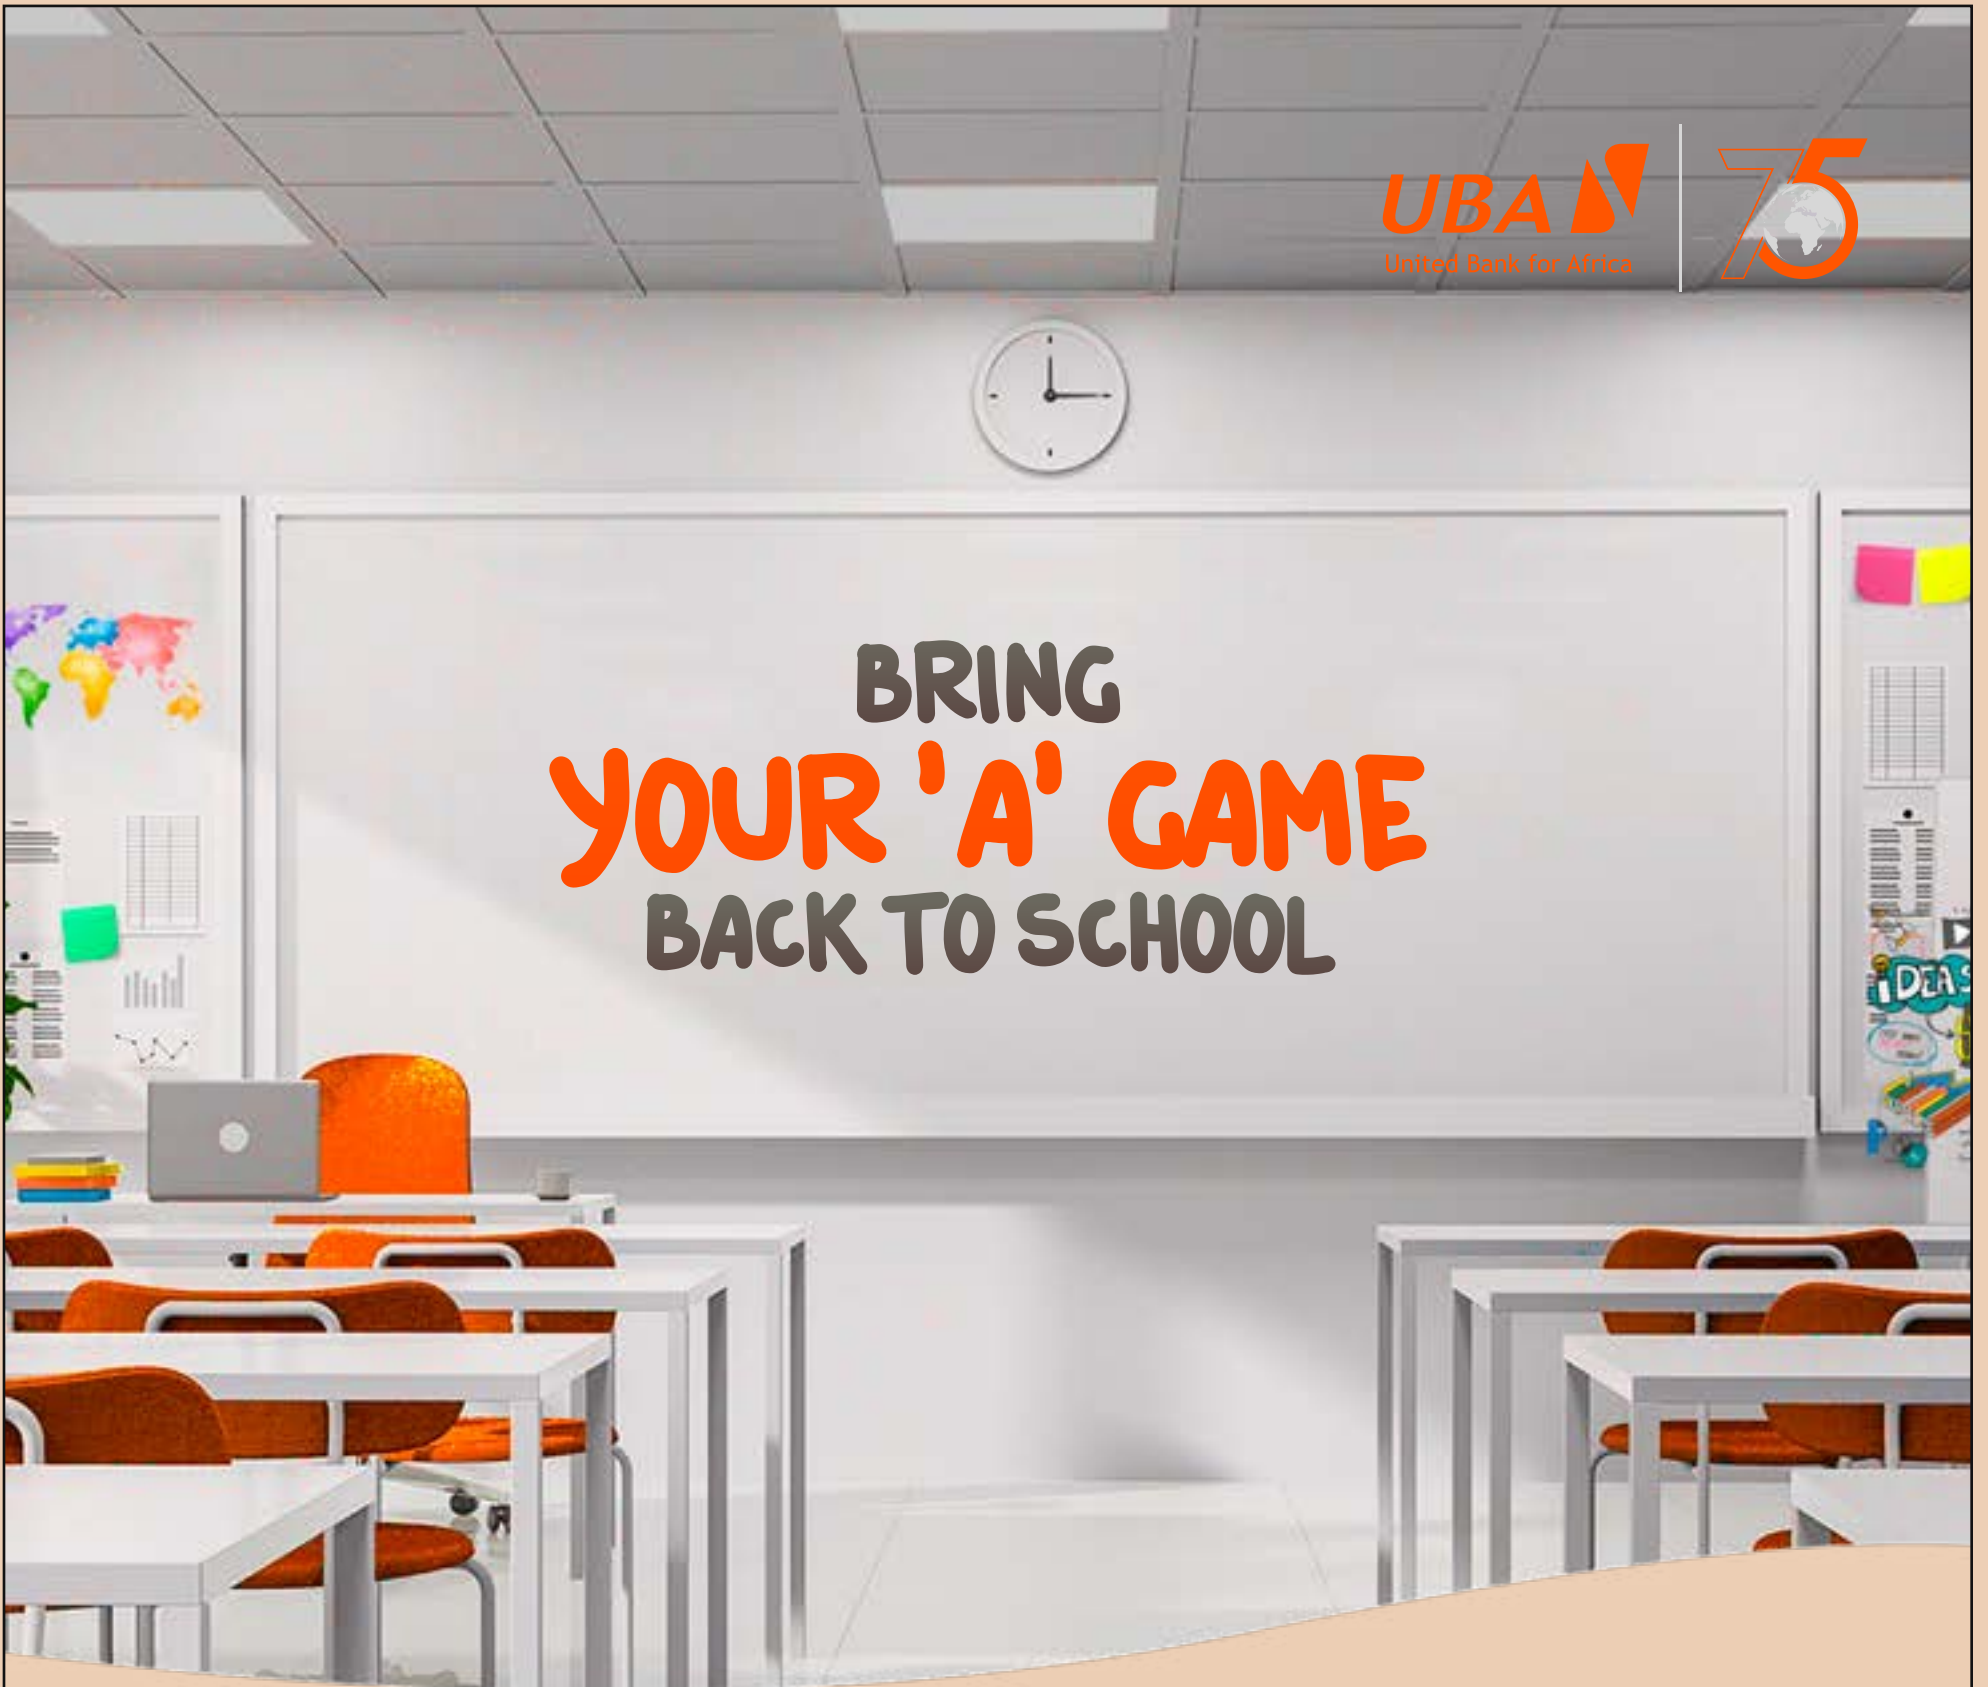 UBA
United Bank for Africa
75
BRING
YOUR 'A' GAME
BACK TO SCHOOL
IDEAS